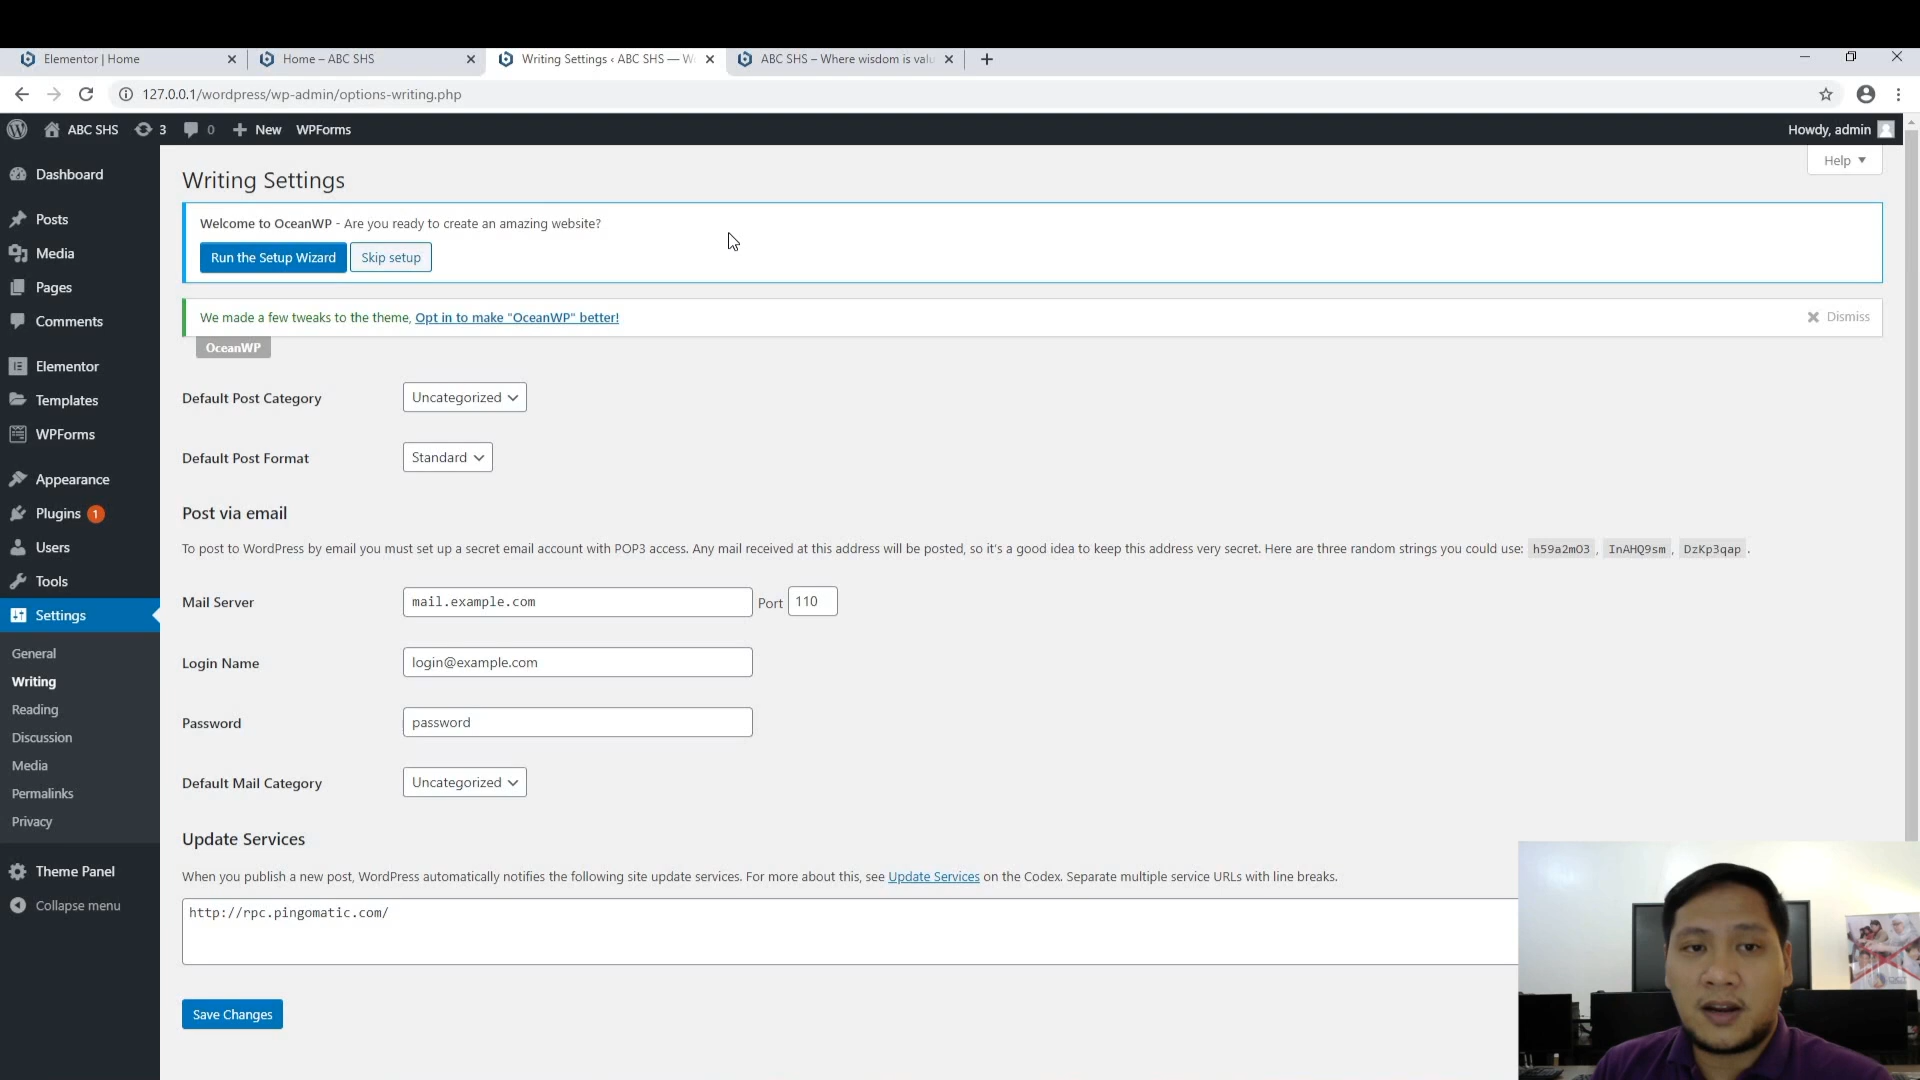 Elementor | Home
Home – ABC SHS
Writing Settings ‹ ABC SHS — W
ABC SHS – Where wisdom is valu
127.0.0.1/wordpress/wp-admin/options-writing.php
ABC SHS
3
0
New
WPForms
Howdy, admin
Help
Dashboard
Posts
Media
Pages
Comments
Elementor
Templates
WPForms
Appearance
Plugins 1
Users
Tools
Settings
General
Writing
Reading
Discussion
Media
Permalinks
Privacy
Theme Panel
Collapse menu
Writing Settings
Welcome to OceanWP - Are you ready to create an amazing website?
Run the Setup Wizard
Skip setup
We made a few tweaks to the theme, Opt in to make "OceanWP" better!
Dismiss
OceanWP
Default Post Category
Uncategorized
Default Post Format
Standard
Post via email
To post to WordPress by email you must set up a secret email account with POP3 access. Any mail received at this address will be posted, so it's a good idea to keep this address very secret. Here are three random strings you could use: h59a2mO3 , InAHQ9sm , DzKp3qap .
Mail Server
mail.example.com
Port
110
Login Name
login@example.com
Password
password
Default Mail Category
Uncategorized
Update Services
When you publish a new post, WordPress automatically notifies the following site update services. For more about this, see Update Services on the Codex. Separate multiple service URLs with line breaks.
http://rpc.pingomatic.com/
Save Changes